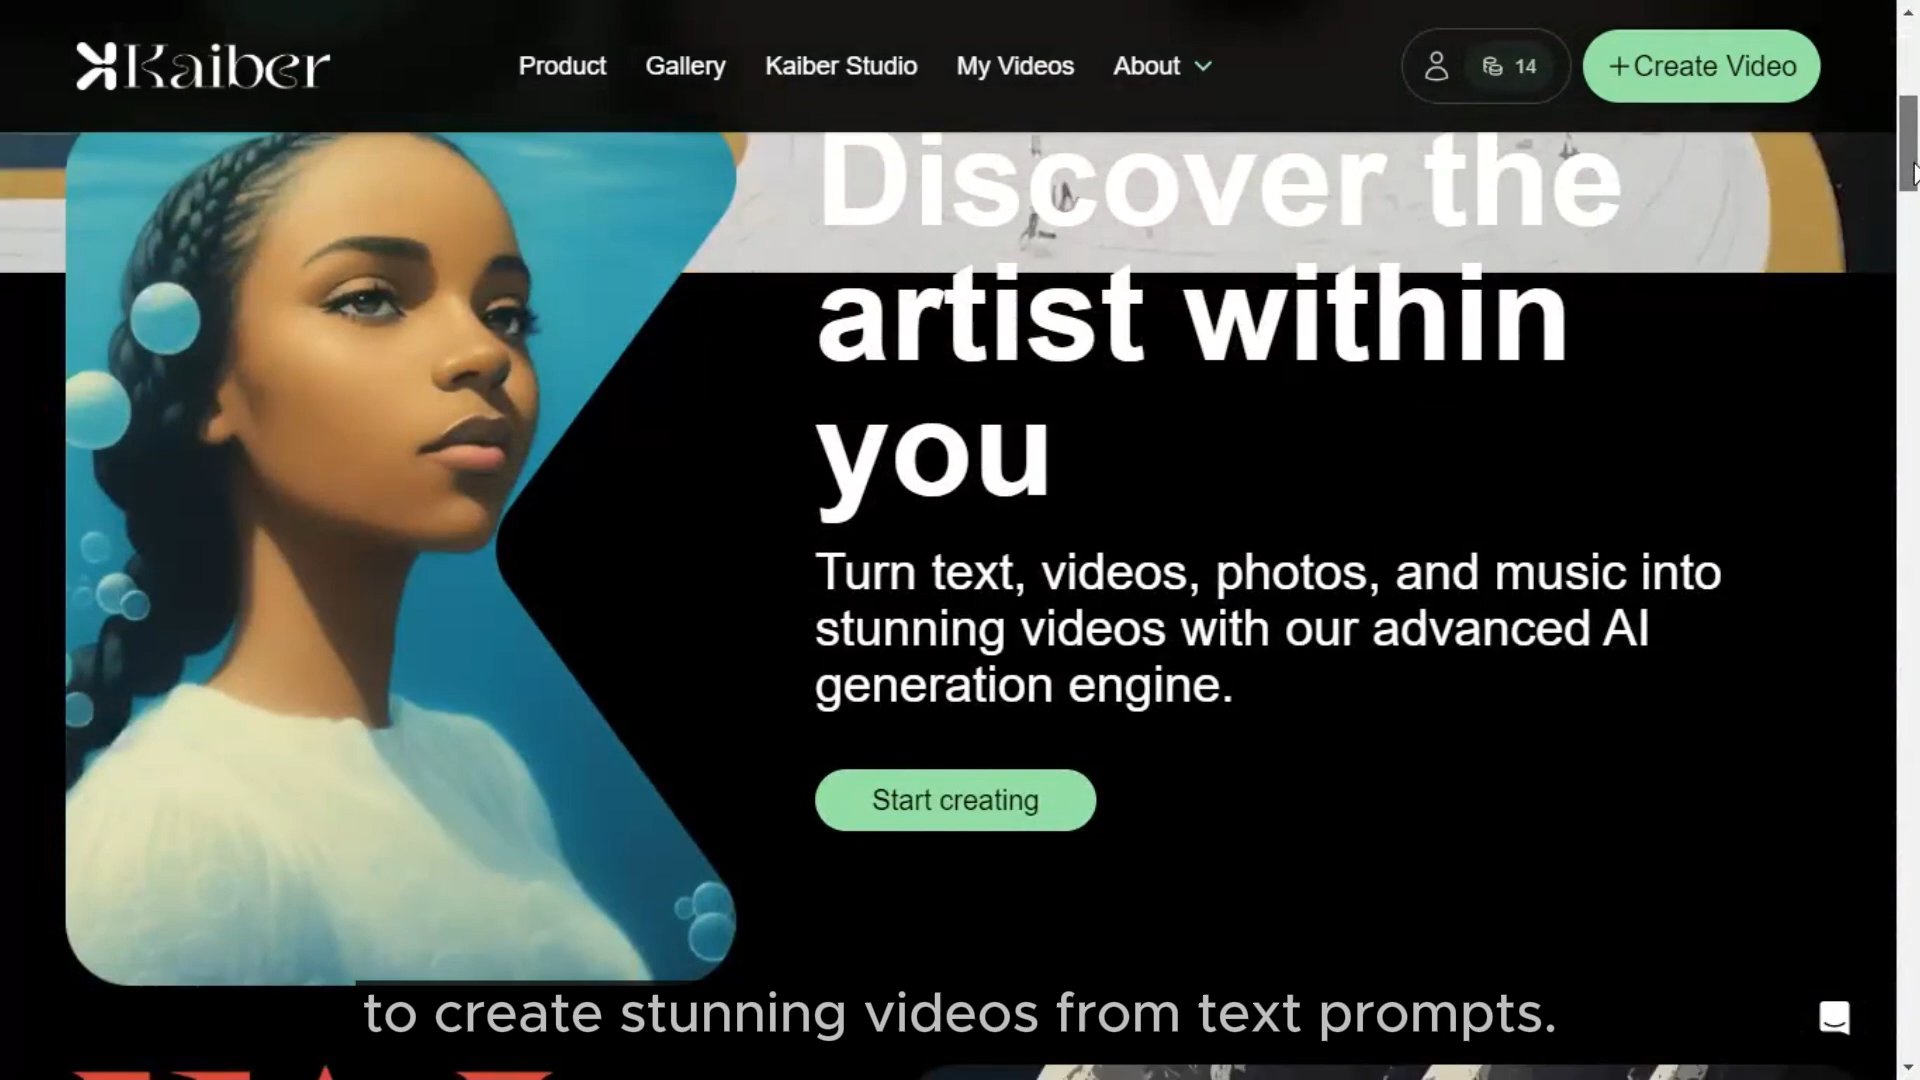 Kaiber
Product
Gallery
Kaiber Studio
My Videos
About
14
+Create Video
Discover the
artist within
you
Turn text, videos, photos, and music into
stunning videos with our advanced AI
generation engine.
Start creating
to create stunning videos from text prompts.